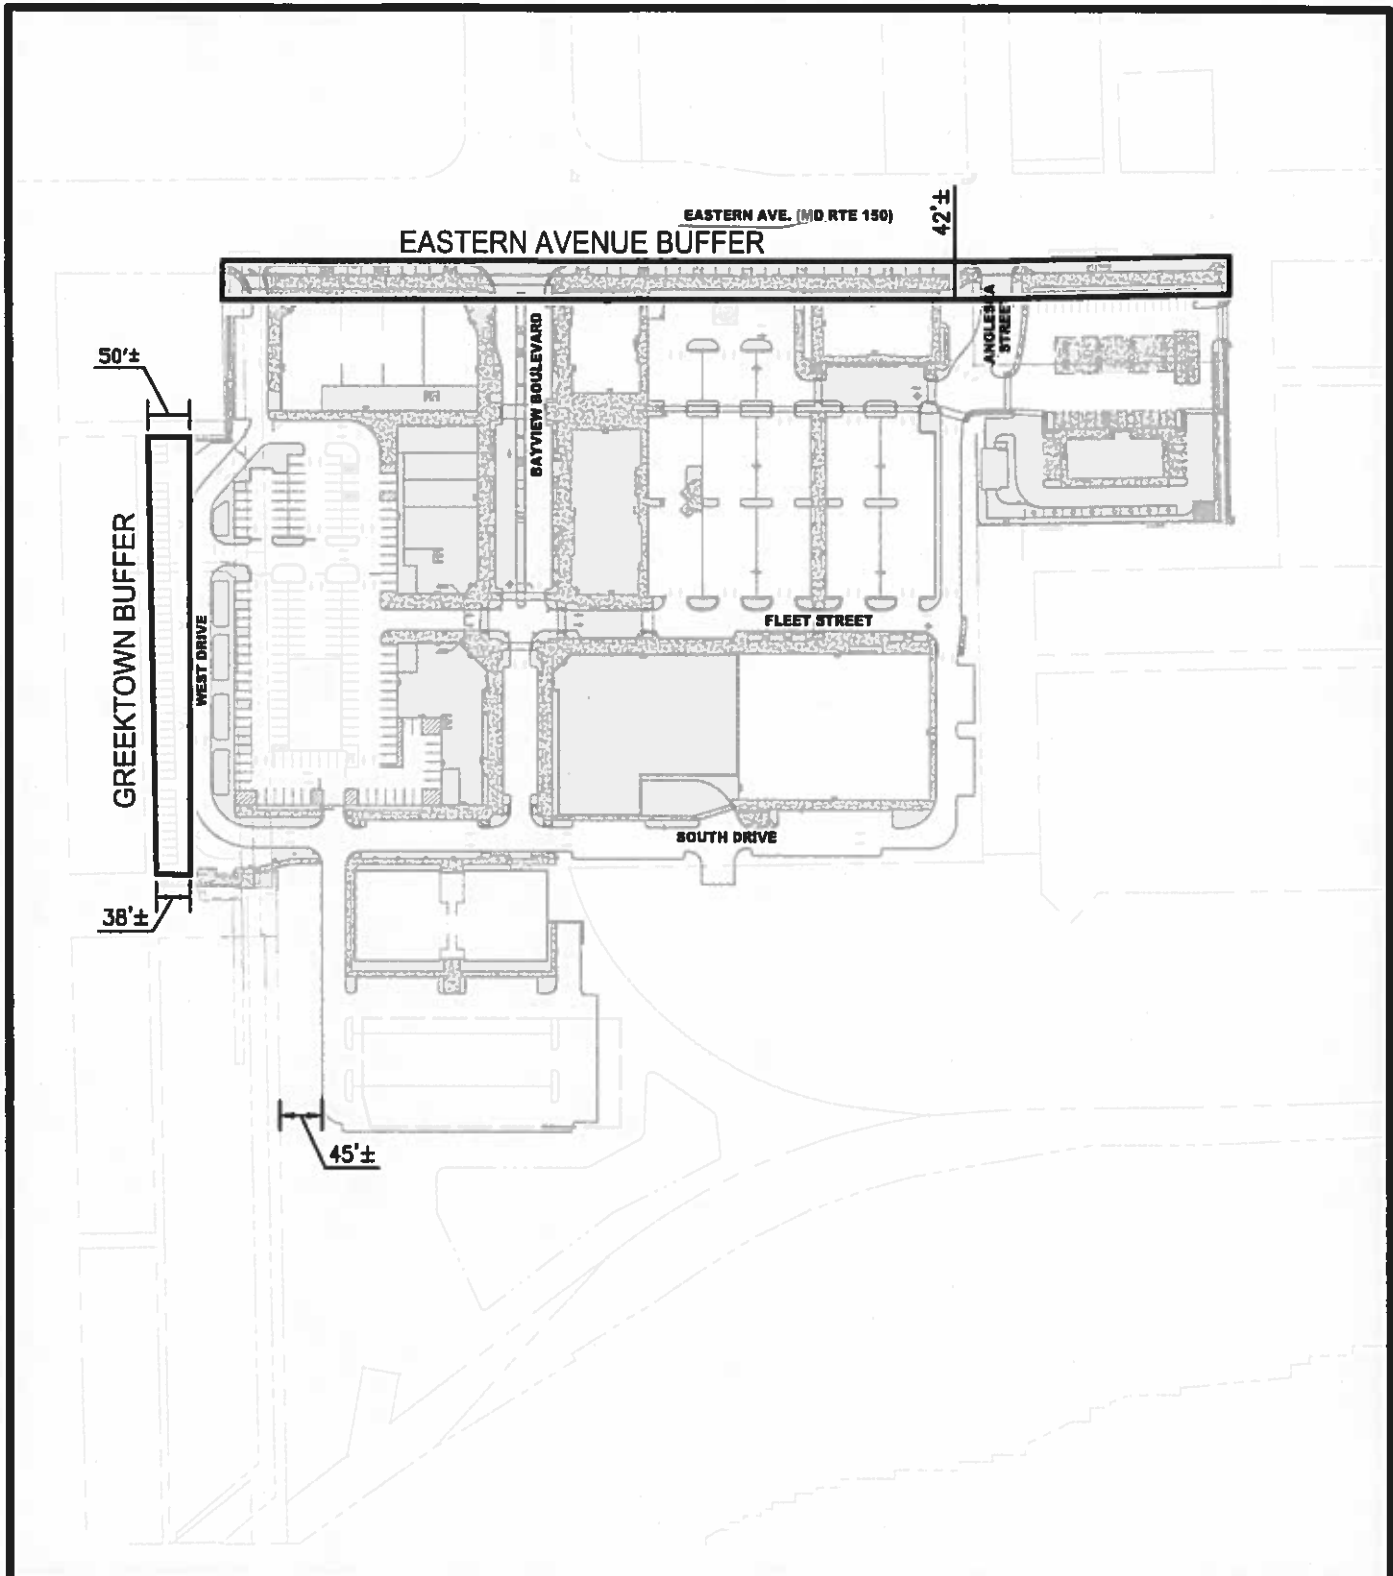 EASTERN AVE. (MD RTE 150)
42'±
EASTERN AVENUE BUFFER
ANGLESEA
STREET
BAYVIEW BOULEVARD
50'±
GREEKTOWN BUFFER
WEST DRIVE
FLEET STREET
SOUTH DRIVE
38'±
45'±